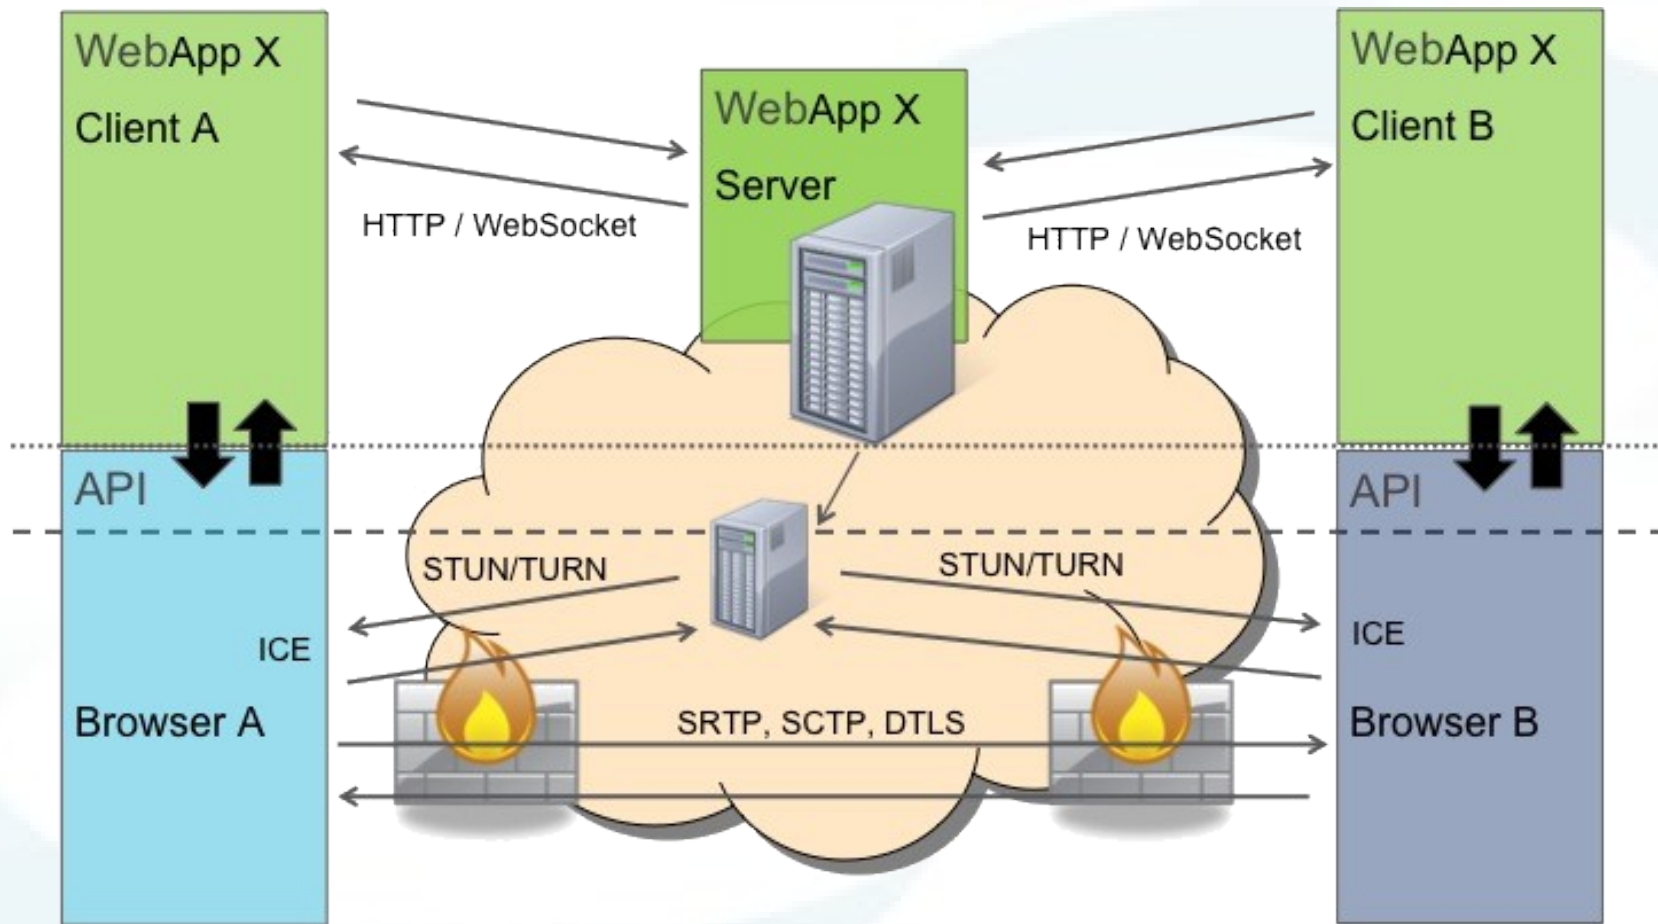 WebApp X
Client A
WebApp X
Server
WebApp X
Client B
HTTP / WebSocket
HTTP / WebSocket
API
API
STUN/TURN
STUN/TURN
ICE
ICE
Browser A
SRTP, SCTP, DTLS
Browser B